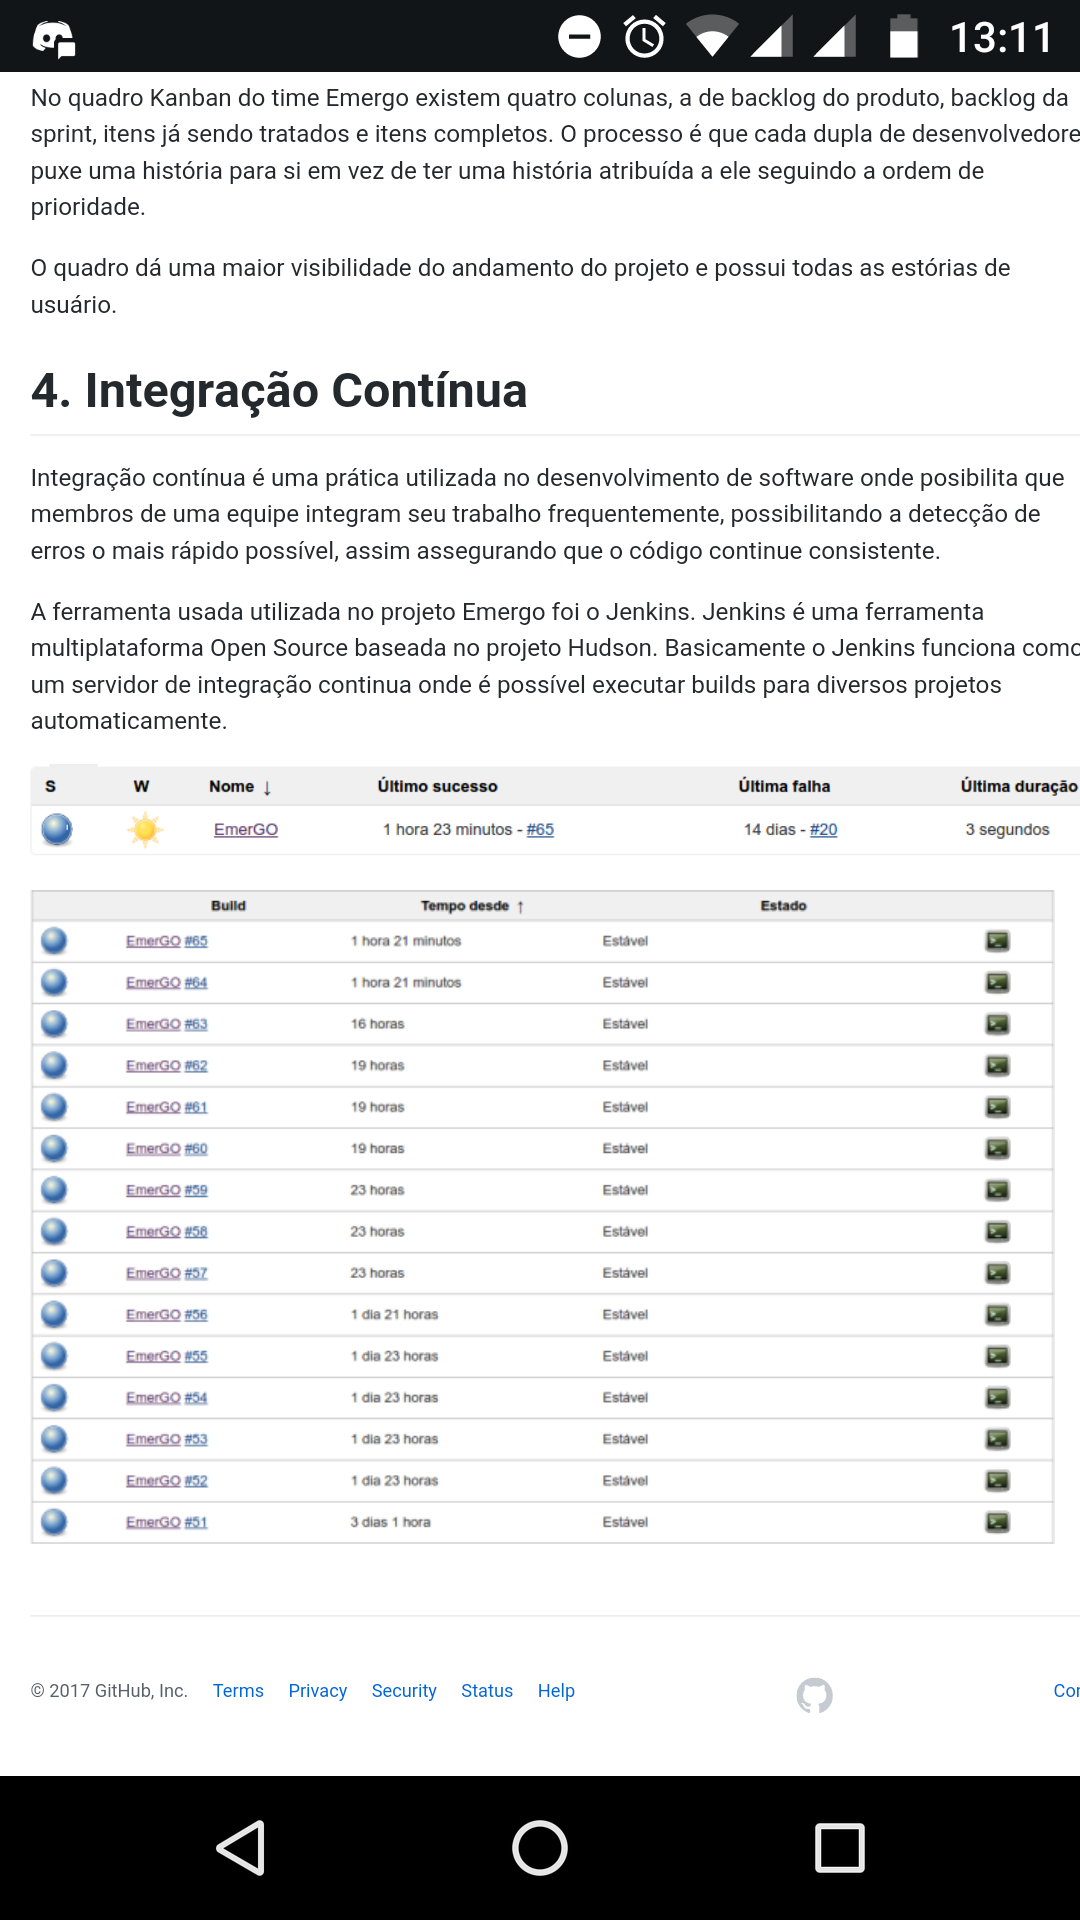 13:11
No quadro Kanban do time Emergo existem quatro colunas, a de backlog do produto, backlog da
sprint, itens já sendo tratados e itens completos. O processo é que cada dupla de desenvolvedore
puxe uma história para si em vez de ter uma história atribuída a ele seguindo a ordem de
prioridade.
O quadro dá uma maior visibilidade do andamento do projeto e possui todas as estórias de
usuário.
4. Integração Contínua
Integração contínua é uma prática utilizada no desenvolvimento de software onde posibilita que
membros de uma equipe integram seu trabalho frequentemente, possibilitando a detecção de
erros o mais rápido possível, assim assegurando que o código continue consistente.
A ferramenta usada utilizada no projeto Emergo foi o Jenkins. Jenkins é uma ferramenta
multiplataforma Open Source baseada no projeto Hudson. Basicamente o Jenkins funciona como
um servidor de integração continua onde é possível executar builds para diversos projetos
automaticamente.
S W Nome ↓ Último sucesso Última falha Última duração
EmerGO 1 hora 23 minutos - #65 14 dias - #20 3 segundos
Build Tempo desde ↑ Estado
EmerGO #65 1 hora 21 minutos Estável
EmerGO #64 1 hora 21 minutos Estável
EmerGO #63 16 horas Estável
EmerGO #62 19 horas Estável
EmerGO #61 19 horas Estável
EmerGO #60 19 horas Estável
EmerGO #59 23 horas Estável
EmerGO #58 23 horas Estável
EmerGO #57 23 horas Estável
EmerGO #56 1 dia 21 horas Estável
EmerGO #55 1 dia 23 horas Estável
EmerGO #54 1 dia 23 horas Estável
EmerGO #53 1 dia 23 horas Estável
EmerGO #52 1 dia 23 horas Estável
EmerGO #51 3 dias 1 hora Estável
© 2017 GitHub, Inc. Terms Privacy Security Status Help Cor